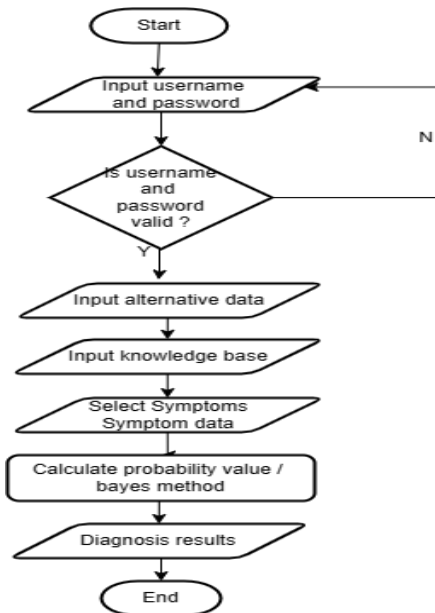 Start
Input username
and password
N
Is username
and
password
valid ?
Y
Input alternative data
Input knowledge base
Select Symptoms
Symptom data
Calculate probability value /
bayes method
Diagnosis results
End